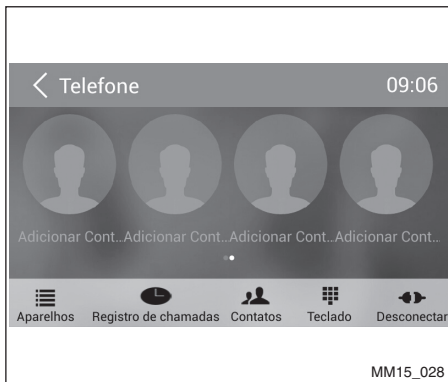 Telefone 09:06
Adicionar Cont... Adicionar Cont... Adicionar Cont... Adicionar Cont...
Aparelhos Registro de chamadas Contatos Teclado Desconectar
MM15_028